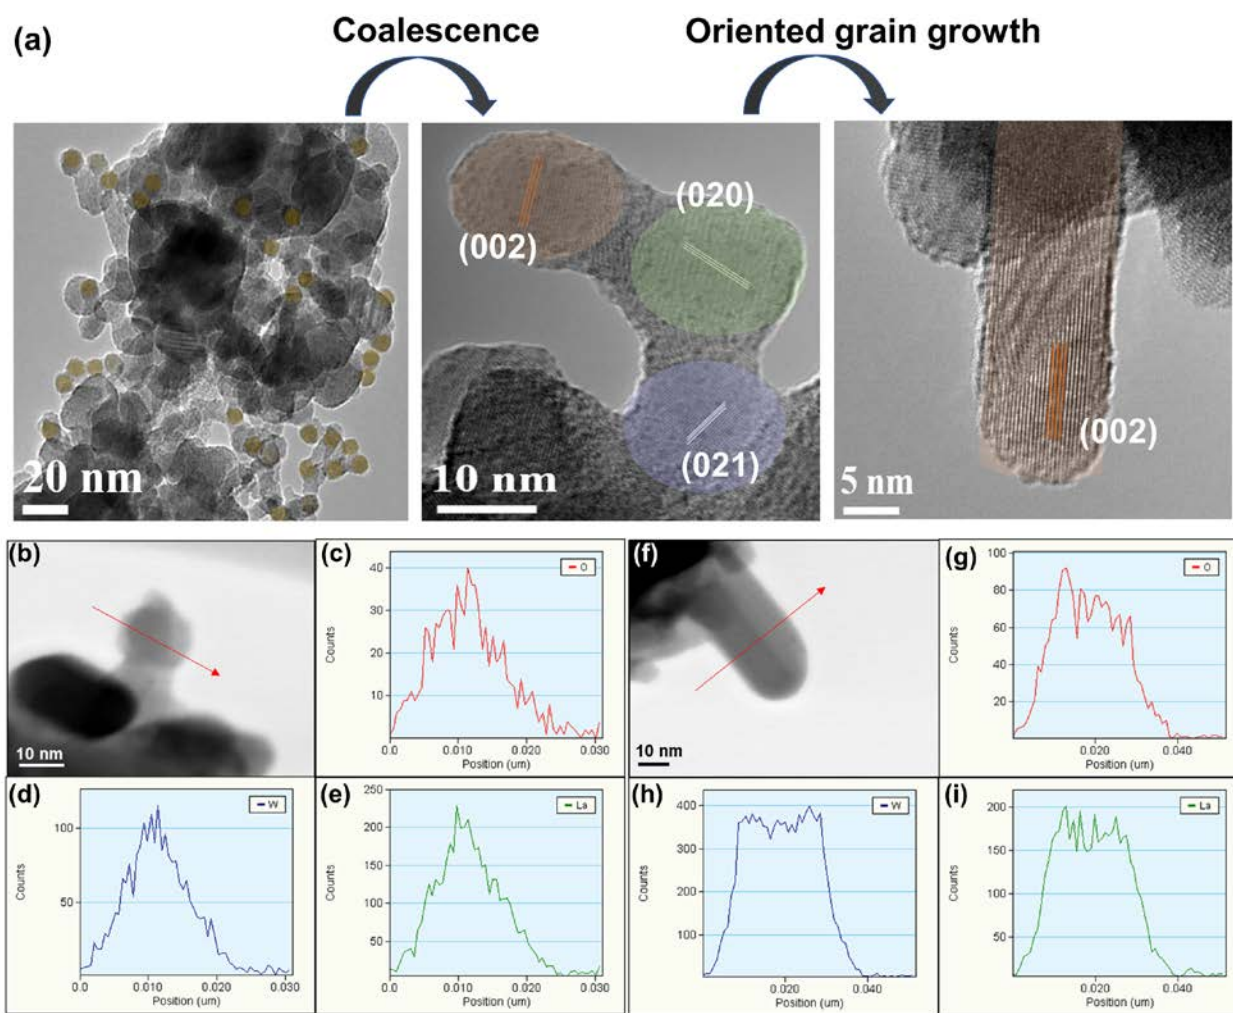 (a)
Coalescence
Oriented grain growth
20 nm
(002)
(020)
(021)
10 nm
(002)
5 nm
(b)
10 nm
(c)
O
Counts
40
30
20
10
0.0
0.010
0.020
0.030
Position (um)
(f)
10 nm
(g)
O
Counts
100
80
60
40
20
0.020
0.040
Position (um)
(d)
W
Counts
100
50
0.0
0.010
0.020
0.030
Position (um)
(e)
La
Counts
250
200
150
100
50
0.0
0.010
0.020
0.030
Position (um)
(h)
W
Counts
400
300
200
100
0.020
0.040
Position (um)
(i)
La
Counts
200
150
100
50
0.020
0.040
Position (um)